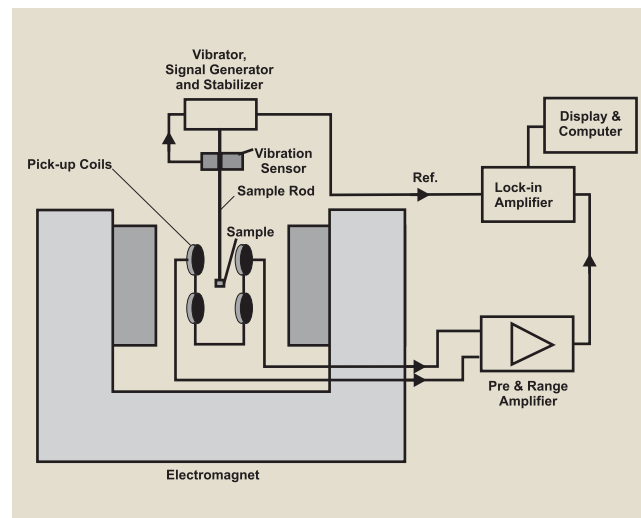 Vibrator,
Signal Generator
and Stabilizer
Display &
Computer
Pick-up Coils
Vibration
Sensor
Ref.
Lock-in
Amplifier
Sample Rod
Sample
Pre & Range
Amplifier
Electromagnet